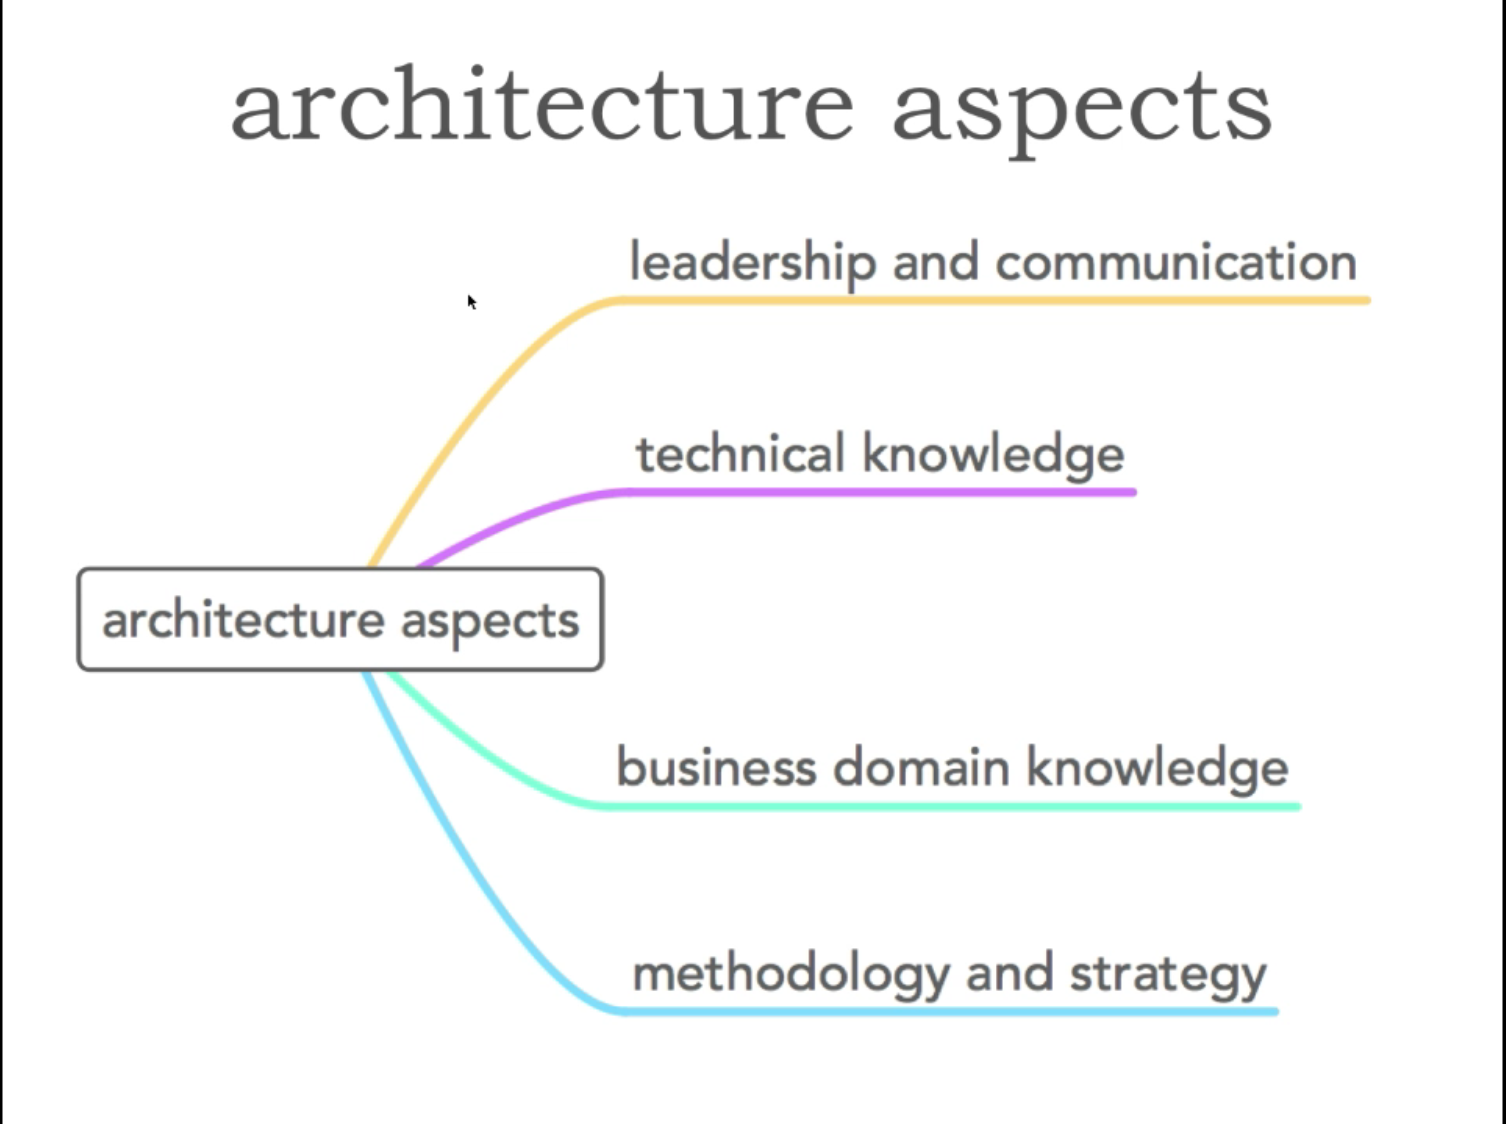 architecture aspects
leadership and communication
technical knowledge
architecture aspects
business domain knowledge
methodology and strategy